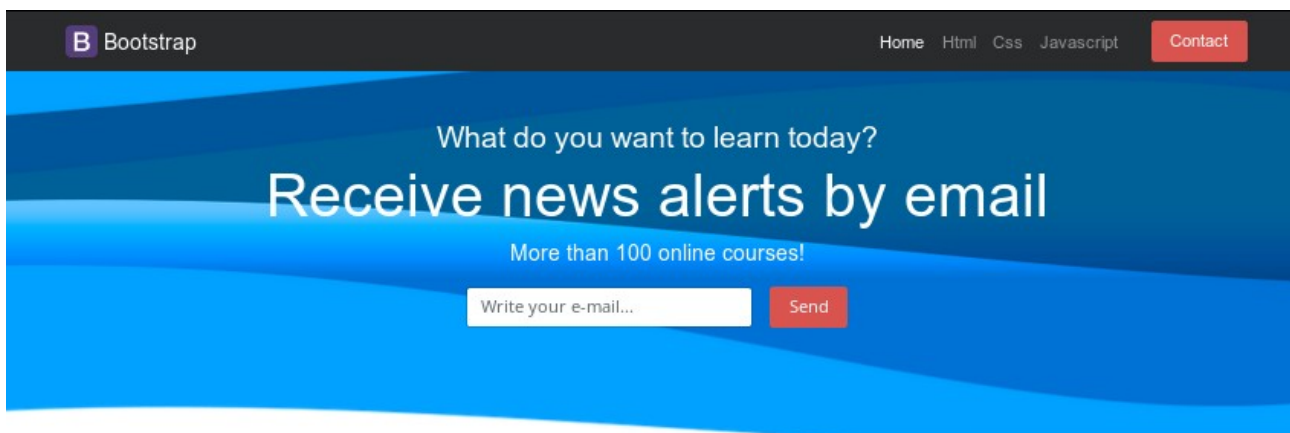 B Bootstrap Home Html Css Javascript Contact
What do you want to learn today?
Receive news alerts by email
More than 100 online courses!
Write your e-mail... Send